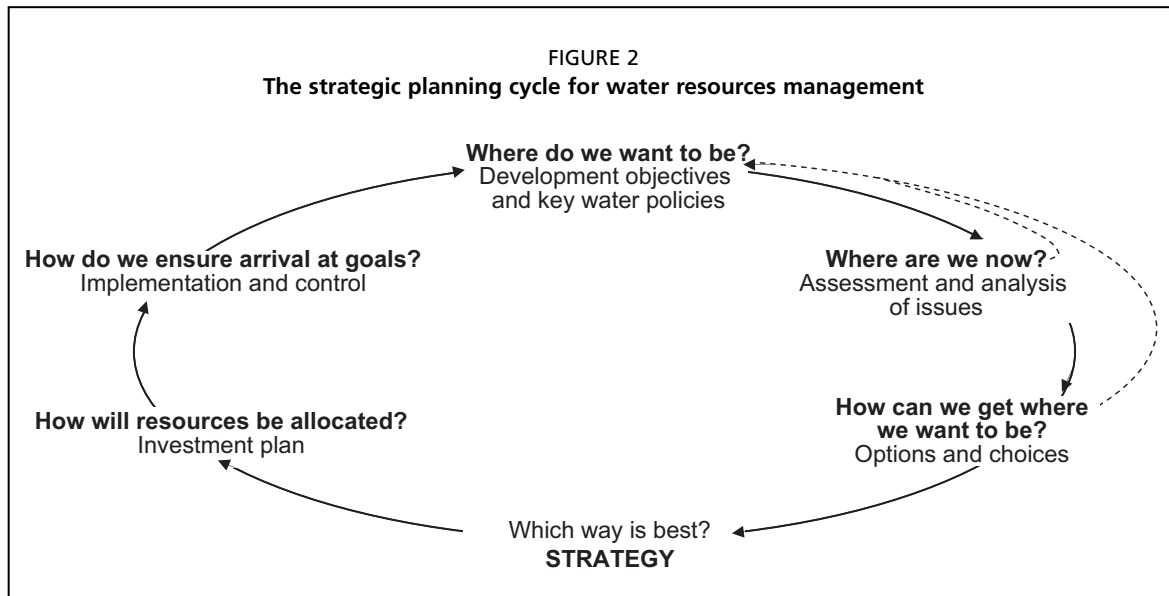 FIGURE 2
The strategic planning cycle for water resources management
Where do we want to be?
Development objectives
and key water policies
Where are we now?
Assessment and analysis
of issues
How can we get where
we want to be?
Options and choices
Which way is best?
STRATEGY
How will resources be allocated?
Investment plan
How do we ensure arrival at goals?
Implementation and control